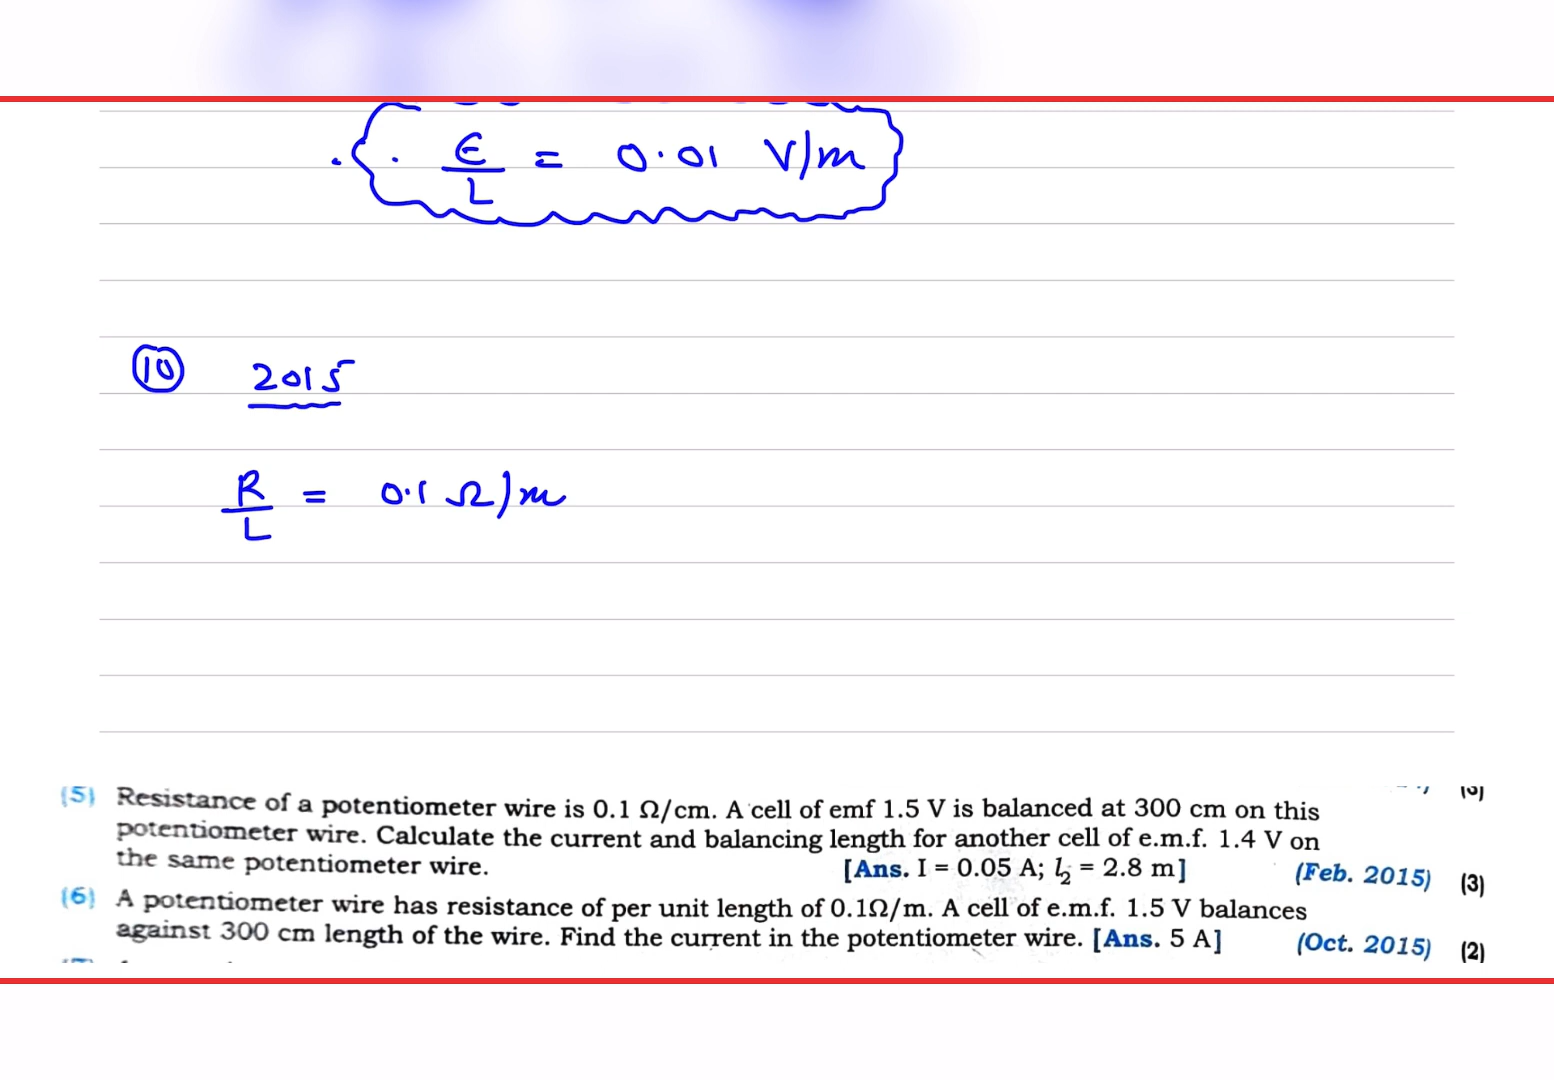 ∴ E/L = 0.01 V/m
10 2015
R/L = 0.1 Ω/m
(5) Resistance of a potentiometer wire is 0.1 Ω/cm. A cell of emf 1.5 V is balanced at 300 cm on this
potentiometer wire. Calculate the current and balancing length for another cell of e.m.f. 1.4 V on
the same potentiometer wire. [Ans. I = 0.05 A; l₂ = 2.8 m] (Feb. 2015) (3)
(6) A potentiometer wire has resistance of per unit length of 0.1Ω/m. A cell of e.m.f. 1.5 V balances
against 300 cm length of the wire. Find the current in the potentiometer wire. [Ans. 5 A] (Oct. 2015) (2)